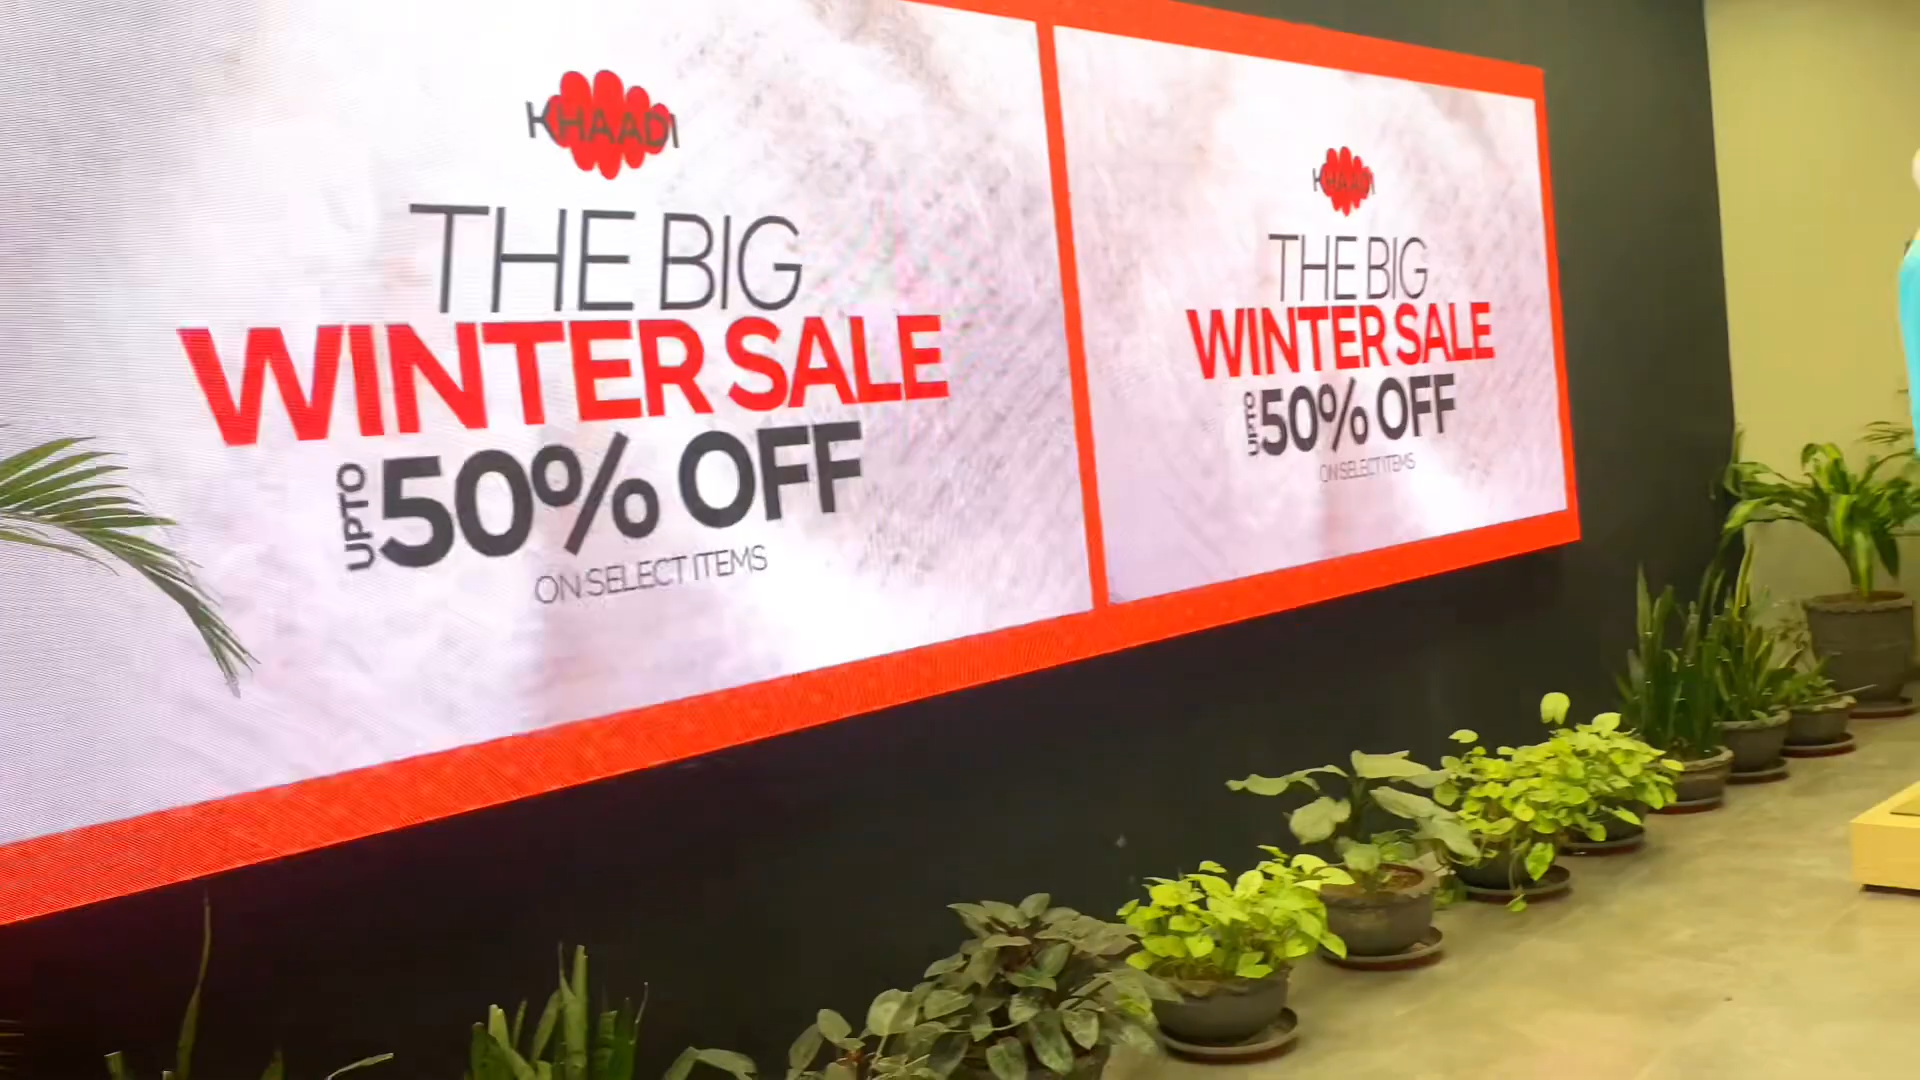 KHAADI
THE BIG
WINTER SALE
UPTO 50% OFF
ON SELECT ITEMS
KHAADI
THE BIG
WINTER SALE
UPTO 50% OFF
ON SELECT ITEMS